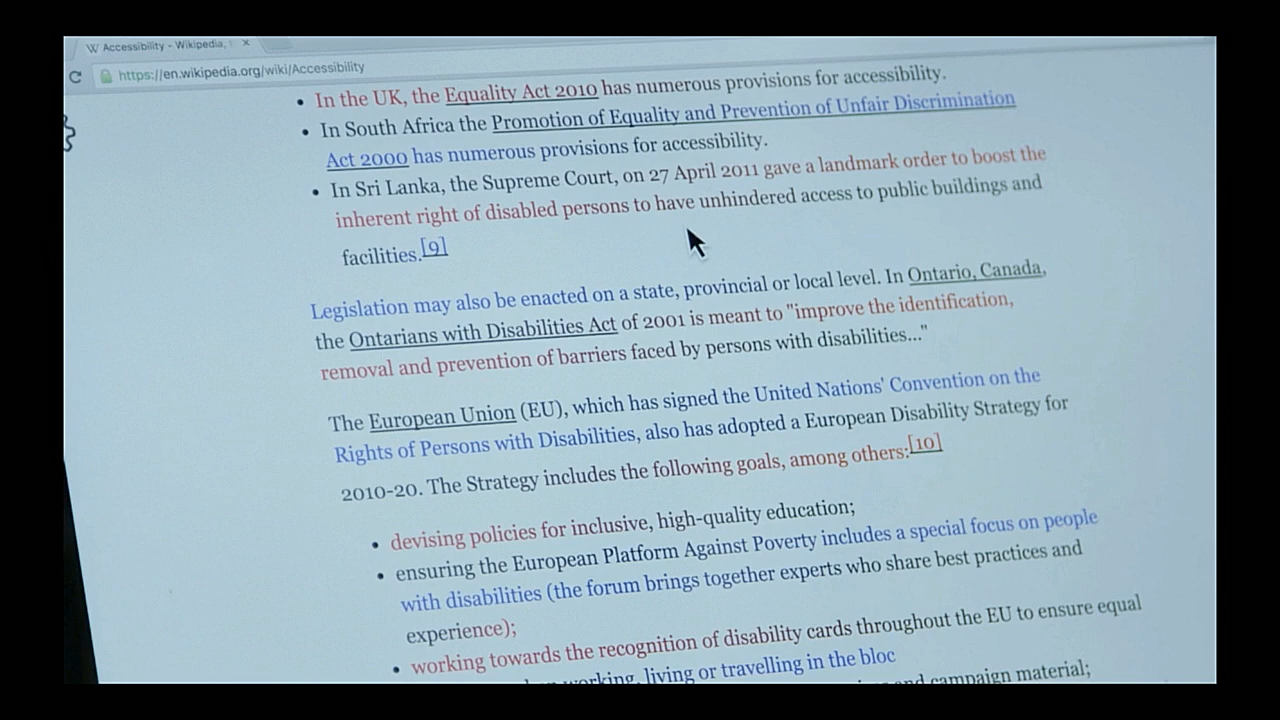 W Accessibility - Wikipedia,
https://en.wikipedia.org/wiki/Accessibility
• In the UK, the Equality Act 2010 has numerous provisions for accessibility.
• In South Africa the Promotion of Equality and Prevention of Unfair Discrimination
Act 2000 has numerous provisions for accessibility.
• In Sri Lanka, the Supreme Court, on 27 April 2011 gave a landmark order to boost the
inherent right of disabled persons to have unhindered access to public buildings and
facilities.[9]
Legislation may also be enacted on a state, provincial or local level. In Ontario, Canada,
the Ontarians with Disabilities Act of 2001 is meant to "improve the identification,
removal and prevention of barriers faced by persons with disabilities..."
The European Union (EU), which has signed the United Nations' Convention on the
Rights of Persons with Disabilities, also has adopted a European Disability Strategy for
2010-20. The Strategy includes the following goals, among others:[10]
• devising policies for inclusive, high-quality education;
• ensuring the European Platform Against Poverty includes a special focus on people
with disabilities (the forum brings together experts who share best practices and
experience);
• working towards the recognition of disability cards throughout the EU to ensure equal
working, living or travelling in the bloc
and campaign material;